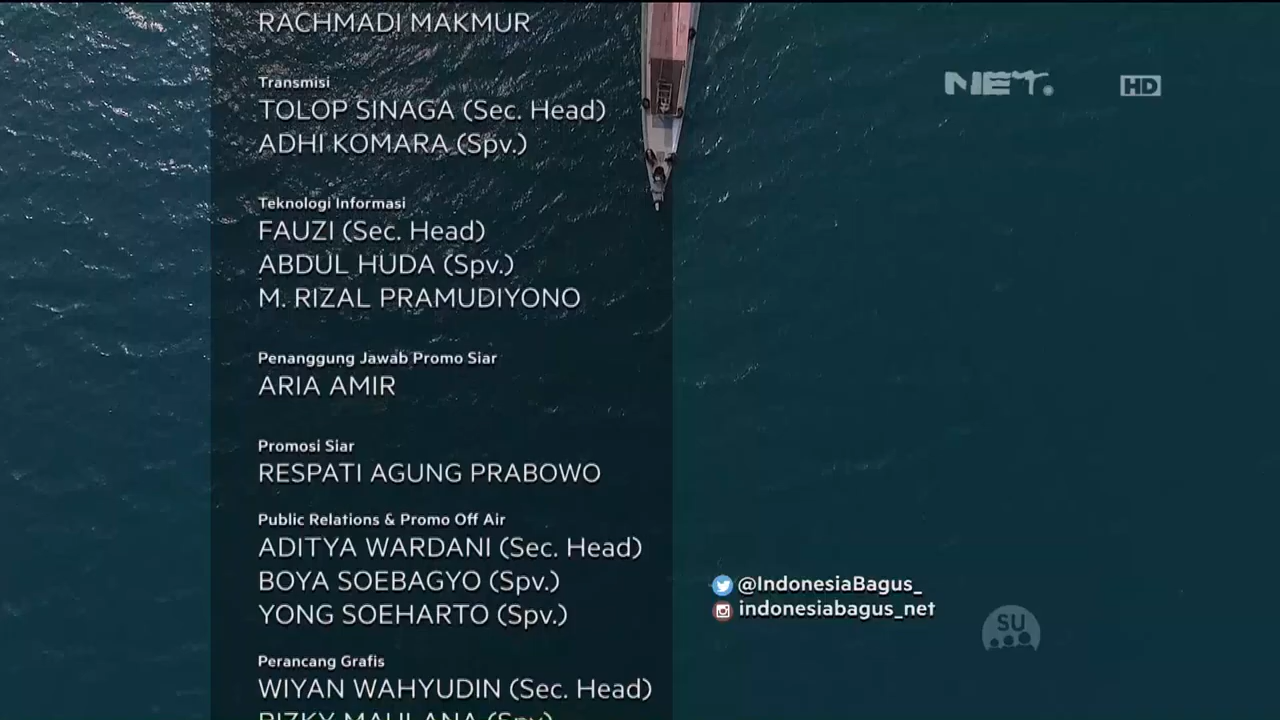 RACHMADI MAKMUR
Transmisi
TOLOP SINAGA (Sec. Head)
ADHI KOMARA (Spv.)
Teknologi Informasi
FAUZI (Sec. Head)
ABDUL HUDA (Spv.)
M. RIZAL PRAMUDIYONO
Penanggung Jawab Promo Siar
ARIA AMIR
Promosi Siar
RESPATI AGUNG PRABOWO
Public Relations & Promo Off Air
ADITYA WARDANI (Sec. Head)
BOYA SOEBAGYO (Spv.)
YONG SOEHARTO (Spv.)
Perancang Grafis
WIYAN WAHYUDIN (Sec. Head)
RIZKY MAULANA (Spv)
NET.
HD
@IndonesiaBagus_
indonesiabagus_net
SU